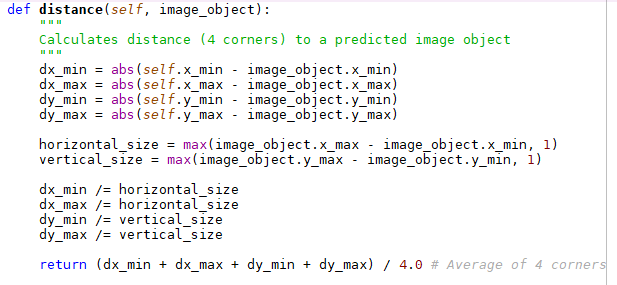 def distance(self, image_object):
    """
    Calculates distance (4 corners) to a predicted image object
    """
    dx_min = abs(self.x_min - image_object.x_min)
    dx_max = abs(self.x_max - image_object.x_max)
    dy_min = abs(self.y_min - image_object.y_min)
    dy_max = abs(self.y_max - image_object.y_max)

    horizontal_size = max(image_object.x_max - image_object.x_min, 1)
    vertical_size = max(image_object.y_max - image_object.y_min, 1)

    dx_min /= horizontal_size
    dx_max /= horizontal_size
    dy_min /= vertical_size
    dy_max /= vertical_size

    return (dx_min + dx_max + dy_min + dy_max) / 4.0 # Average of 4 corners